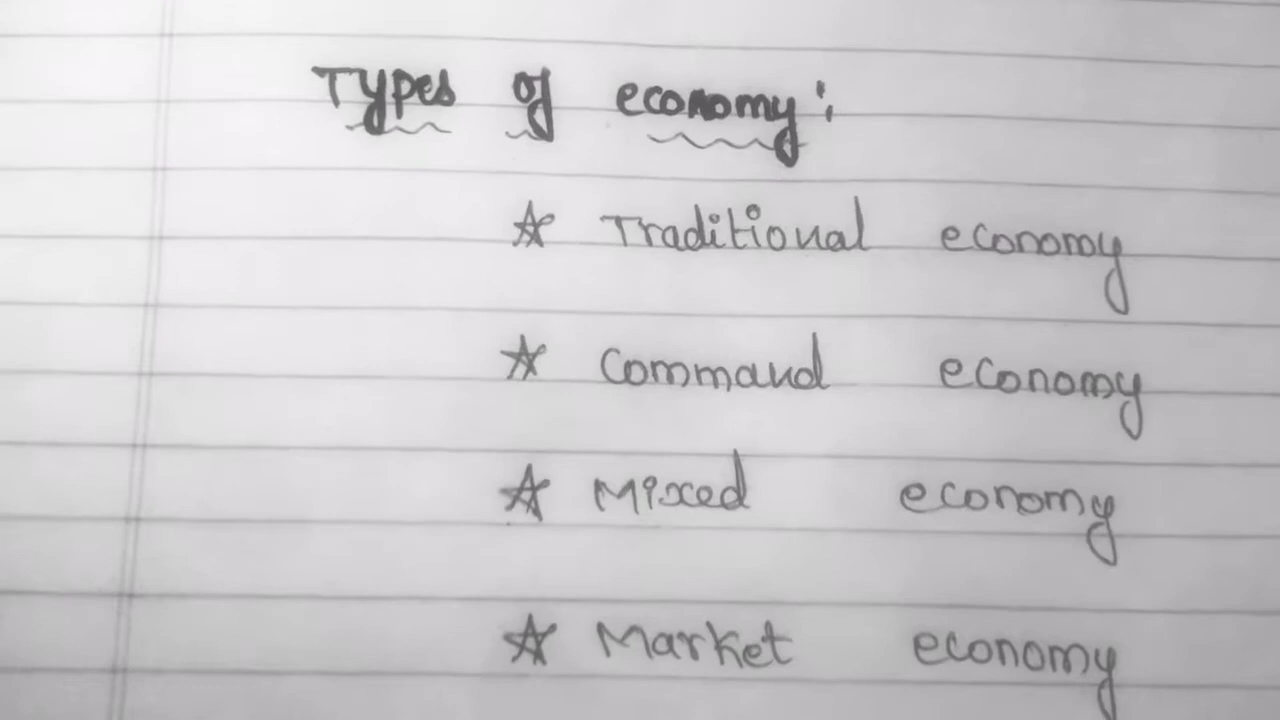 Types of economy:
☆ Traditional economy
☆ Command economy
☆ Mixed economy
☆ Market economy